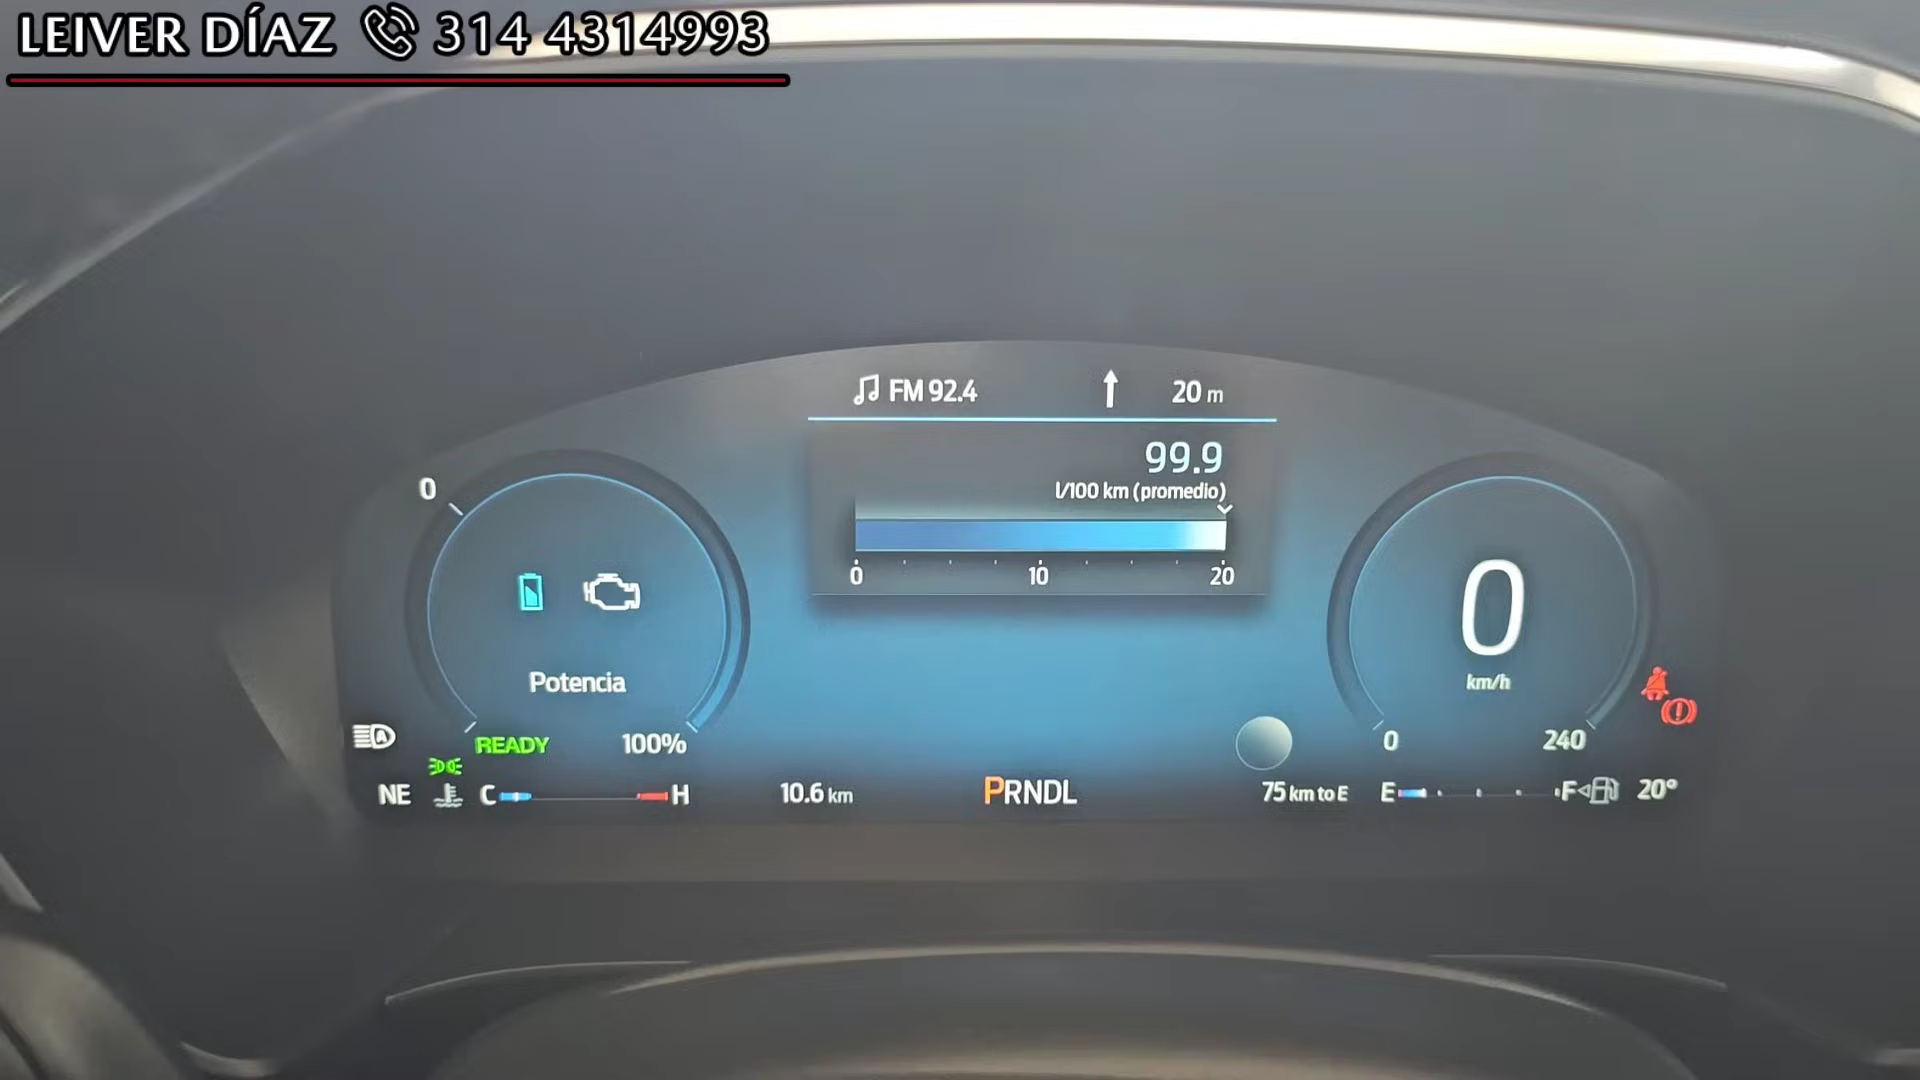 LEIVER DÍAZ 314 4314993
FM 92.4 20 m
99.9
l/100 km (promedio)
0 10 20
0
Potencia
READY 100%
0
km/h
0 240
NE C H 10.6 km PRNDL 75 km to E E F 20°